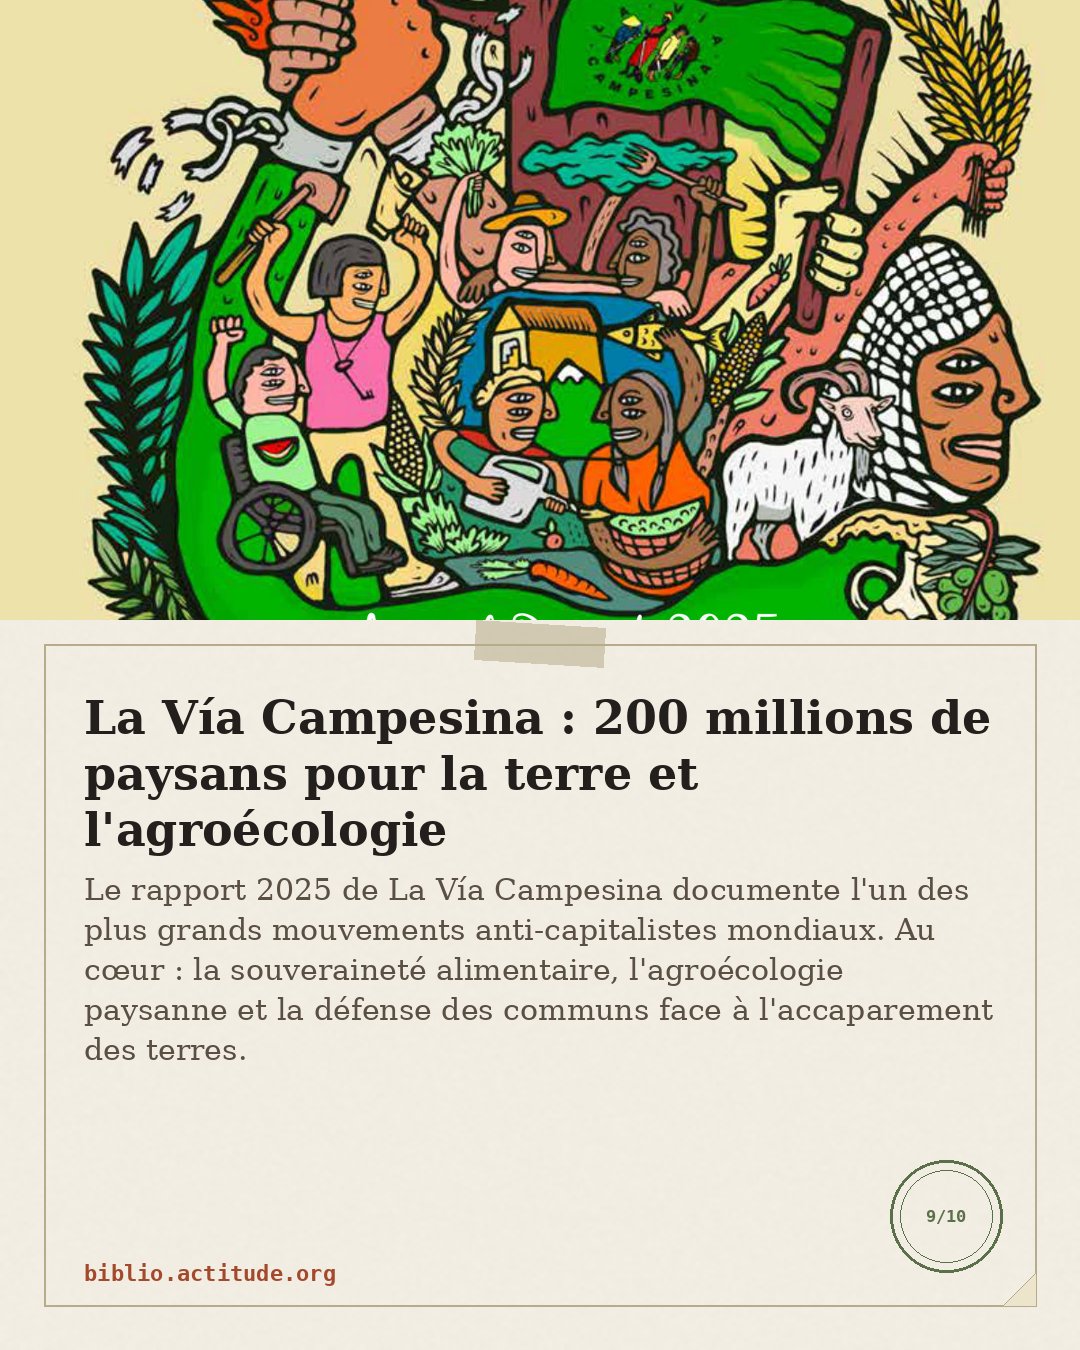 VIA
CAMPESINA
2025
La Vía Campesina : 200 millions de
paysans pour la terre et
l'agroécologie
Le rapport 2025 de La Vía Campesina documente l'un des
plus grands mouvements anti-capitalistes mondiaux. Au
cœur : la souveraineté alimentaire, l'agroécologie
paysanne et la défense des communs face à l'accaparement
des terres.
9/10
biblio.actitude.org